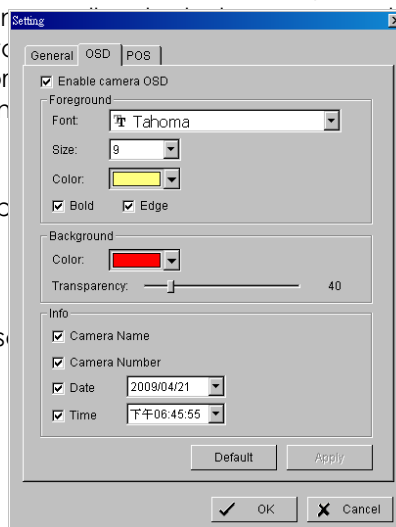 Setting
General OSD POS
Enable camera OSD
Foreground
Font: Tahoma
Size: 9
Color:
Bold Edge
Background
Color:
Transparency: 40
Info
Camera Name
Camera Number
Date 2009/04/21
Time 下午06:45:55
Default Apply
OK Cancel